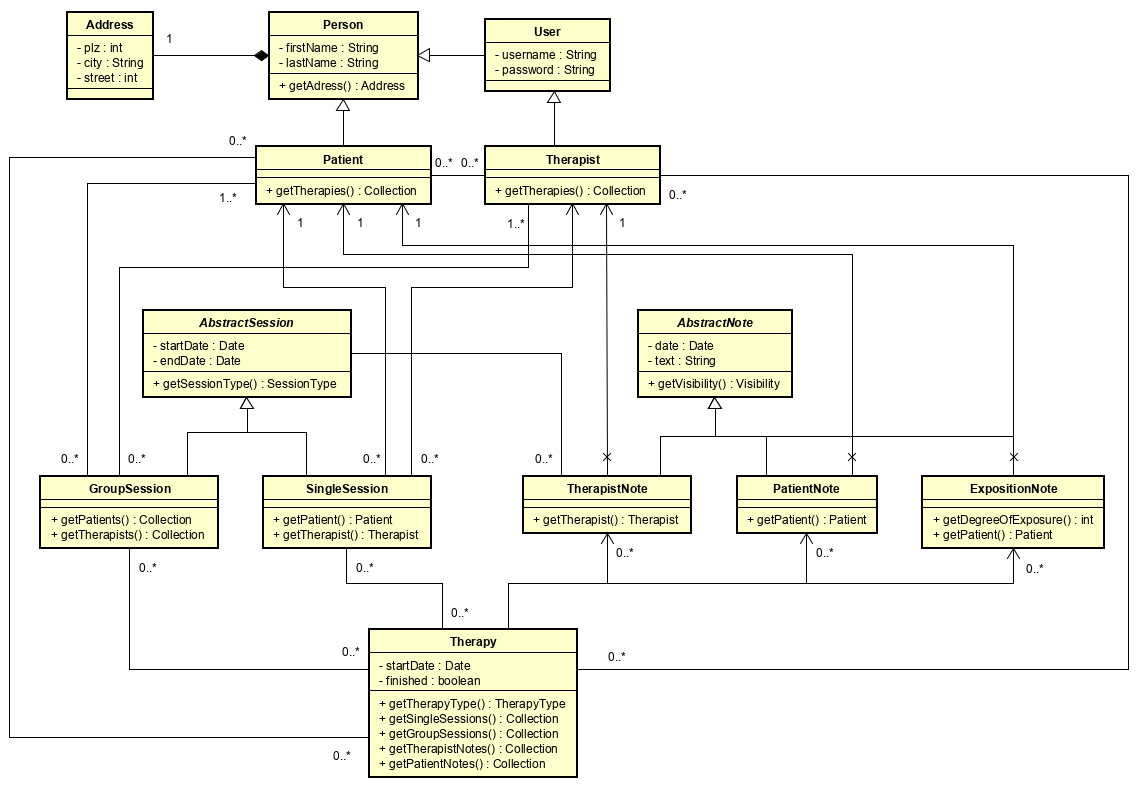 Address
- plz : int
- city : String
- street : int
1
Person
- firstName : String
- lastName : String
+ getAdress() : Address
User
- username : String
- password : String
0..*
Patient
+ getTherapies() : Collection
0..* 0..*
Therapist
+ getTherapies() : Collection
1..*
0..*
1
1
1
1..*
1
AbstractSession
- startDate : Date
- endDate : Date
+ getSessionType() : SessionType
AbstractNote
- date : Date
- text : String
+ getVisibility() : Visibility
0..*
0..*
0..*
0..*
0..*
GroupSession
+ getPatients() : Collection
+ getTherapists() : Collection
SingleSession
+ getPatient() : Patient
+ getTherapist() : Therapist
TherapistNote
+ getTherapist() : Therapist
PatientNote
+ getPatient() : Patient
ExpositionNote
+ getDegreeOfExposure() : int
+ getPatient() : Patient
0..*
0..*
0..*
0..*
0..*
0..*
0..*
0..*
0..*
Therapy
- startDate : Date
- finished : boolean
+ getTherapyType() : TherapyType
+ getSingleSessions() : Collection
+ getGroupSessions() : Collection
+ getTherapistNotes() : Collection
+ getPatientNotes() : Collection